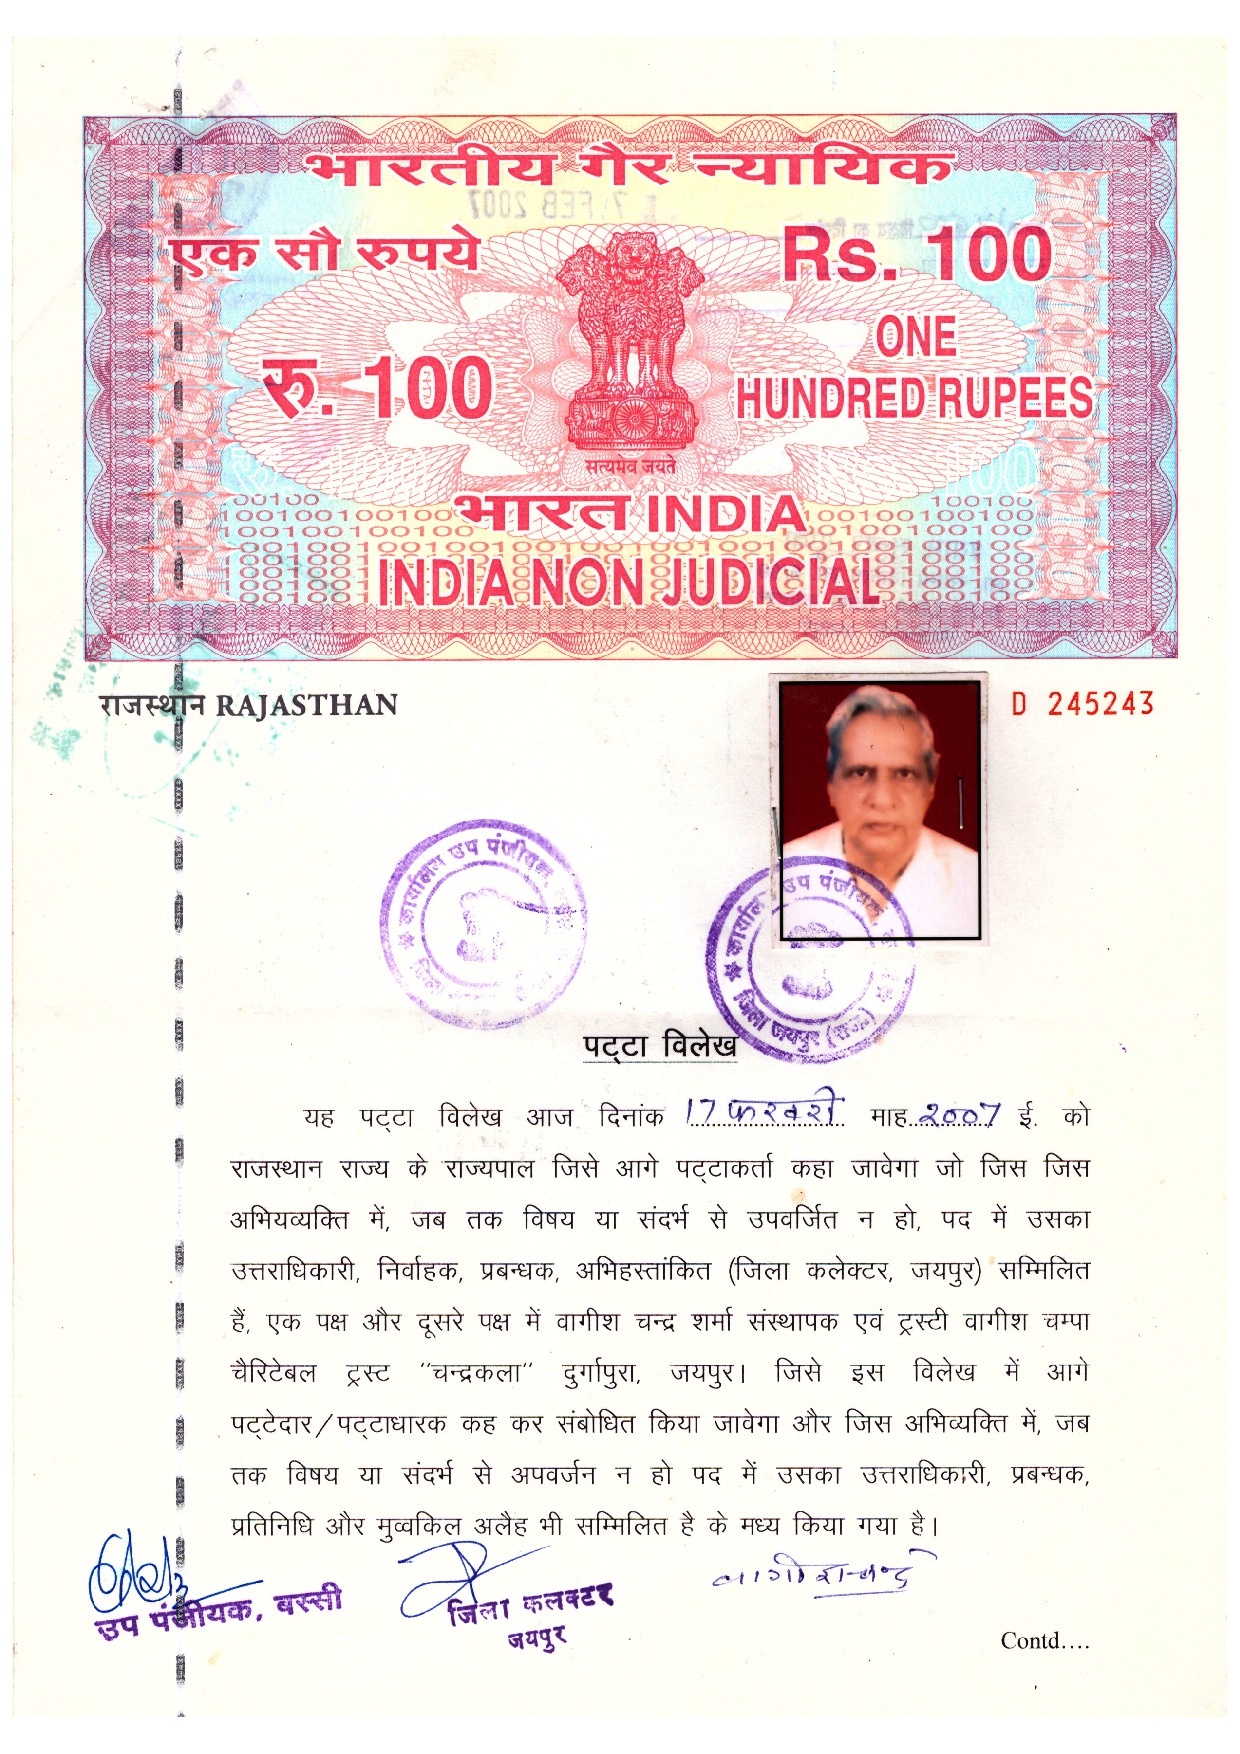 भारतीय गैर न्यायिक
7 FEB 2007
एक सौ रुपये
Rs. 100
रु. 100
ONE
HUNDRED RUPEES
सत्यमेव जयते
भारत INDIA
INDIA NON JUDICIAL
राजस्थान RAJASTHAN
D 245243
कार्यालय उप पंजीयक,
जिला
कार्यालय उप पंजीयक,
जिला जयपुर (राज.)
पट्टा विलेख
यह पट्टा विलेख आज दिनांक 17 फरवरी माह 2007 ई. को
राजस्थान राज्य के राज्यपाल जिसे आगे पट्टाकर्ता कहा जावेगा जो जिस जिस
अभियव्यक्ति में, जब तक विषय या संदर्भ से उपवर्जित न हो, पद में उसका
उत्तराधिकारी, निर्वाहक, प्रबन्धक, अभिहस्तांकित (जिला कलेक्टर, जयपुर) सम्मिलित
हैं, एक पक्ष और दूसरे पक्ष में वागीश चन्द्र शर्मा संस्थापक एवं ट्रस्टी वागीश चम्पा
चैरिटेबल ट्रस्ट "चन्द्रकला" दुर्गापुरा, जयपुर। जिसे इस विलेख में आगे
पट्टेदार/पट्टाधारक कह कर संबोधित किया जावेगा और जिस अभिव्यक्ति में, जब
तक विषय या संदर्भ से अपवर्जन न हो पद में उसका उत्तराधिकारी, प्रबन्धक,
प्रतिनिधि और मुव्वकिल अलैह भी सम्मिलित है के मध्य किया गया है।
उप पंजीयक, बस्सी
जिला कलक्टर
जयपुर
वागीश चन्द्र
Contd....